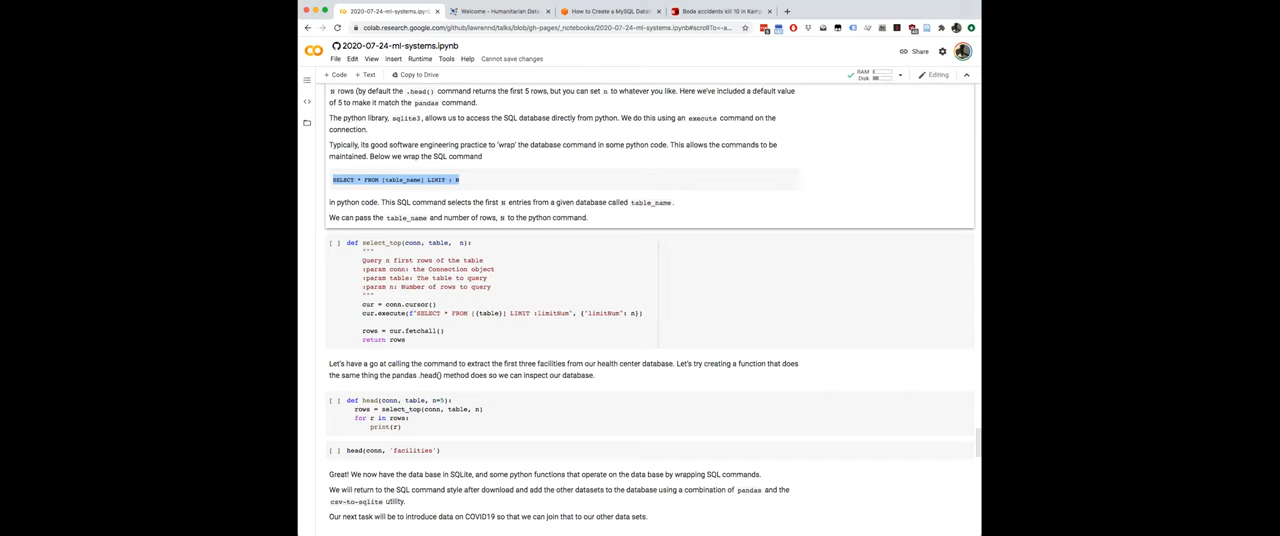 2020-07-24-ml-systems.ipynb
Welcome - Humanitarian Dat
How to Create a MySQL Datab
Boda accidents kill 10 in Kamp
colab.research.google.com/github/lawrennd/talks/blob/gh-pages/_notebooks/2020-07-24-ml-systems.ipynb#scrollTo=-a...
CO
2020-07-24-ml-systems.ipynb
Share
File Edit View Insert Runtime Tools Help Cannot save changes
+ Code + Text Copy to Drive
RAM
Disk
Editing
N rows (by default the .head() command returns the first 5 rows, but you can set n to whatever you like. Here we've included a default value
of 5 to make it match the pandas command.
The python library, sqlite3, allows us to access the SQL database directly from python. We do this using an execute command on the
connection.
Typically, its good software engineering practice to 'wrap' the database command in some python code. This allows the commands to be
maintained. Below we wrap the SQL command
SELECT * FROM [table_name] LIMIT : N
in python code. This SQL command selects the first N entries from a given database called table_name.
We can pass the table_name and number of rows, N to the python command.
[ ] def select_top(conn, table, n):
"""
Query n first rows of the table
:param conn: the Connection object
:param table: The table to query
:param n: Number of rows to query
"""
cur = conn.cursor()
cur.execute(f"SELECT * FROM [{table}] LIMIT :limitNum", {"limitNum": n})
rows = cur.fetchall()
return rows
Let's have a go at calling the command to extract the first three facilities from our health center database. Let's try creating a function that does
the same thing the pandas .head() method does so we can inspect our database.
[ ] def head(conn, table, n=5):
rows = select_top(conn, table, n)
for r in rows:
print(r)
[ ] head(conn, 'facilities')
Great! We now have the data base in SQLite, and some python functions that operate on the data base by wrapping SQL commands.
We will return to the SQL command style after download and add the other datasets to the database using a combination of pandas and the
csv-to-sqlite utility.
Our next task will be to introduce data on COVID19 so that we can join that to our other data sets.